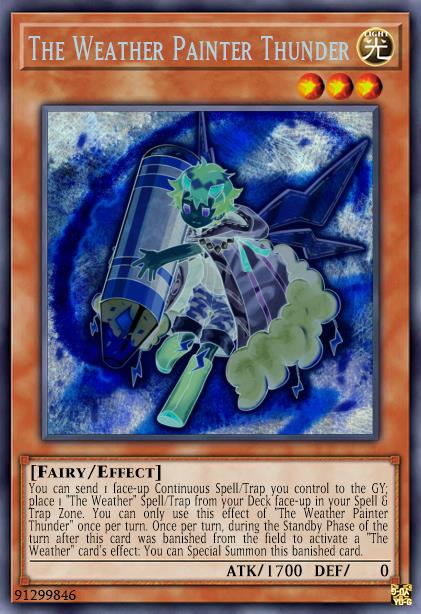 The Weather Painter Thunder
LIGHT
光
[Fairy/Effect]
You can send 1 face-up Continuous Spell/Trap you control to the GY;
place 1 "The Weather" Spell/Trap from your Deck face-up in your Spell &
Trap Zone. You can only use this effect of "The Weather Painter
Thunder" once per turn. Once per turn, during the Standby Phase of the
turn after this card was banished from the field to activate a "The
Weather" card's effect: You can Special Summon this banished card.
ATK/1700 DEF/ 0
91299846